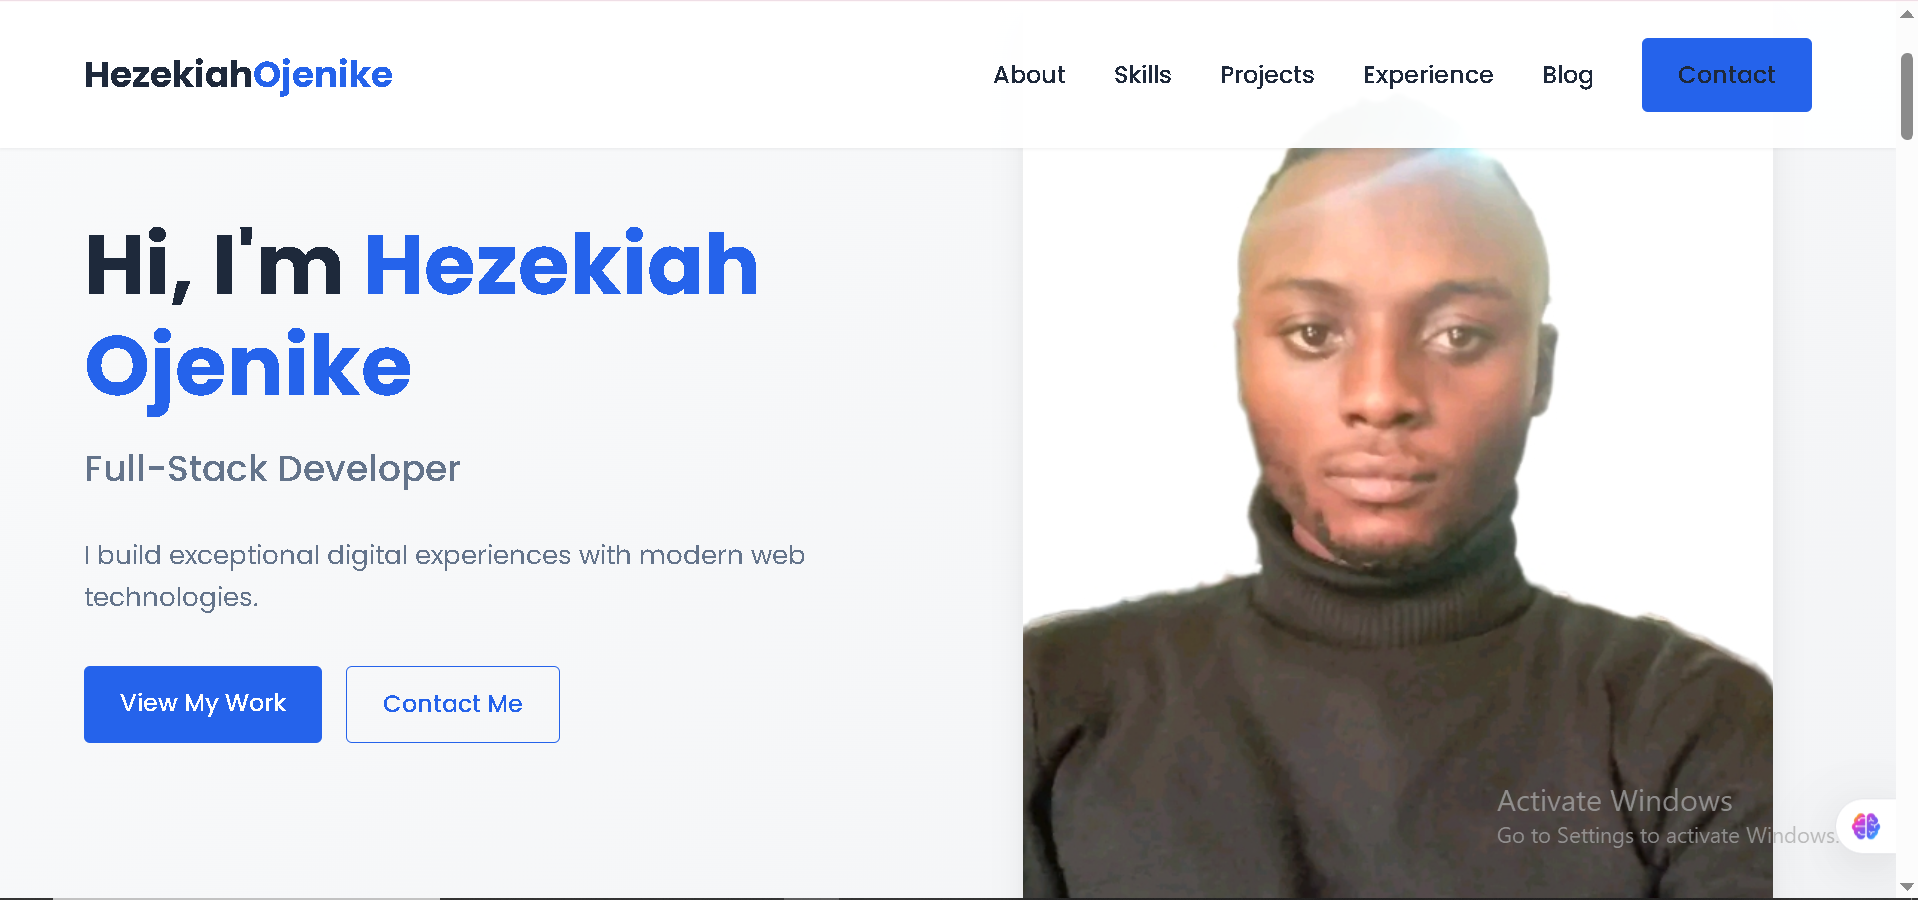 HezekiahOjenike
About Skills Projects Experience Blog Contact
Hi, I'm Hezekiah
Ojenike
Full-Stack Developer
I build exceptional digital experiences with modern web
technologies.
View My Work Contact Me
Activate Windows
Go to Settings to activate Windows.